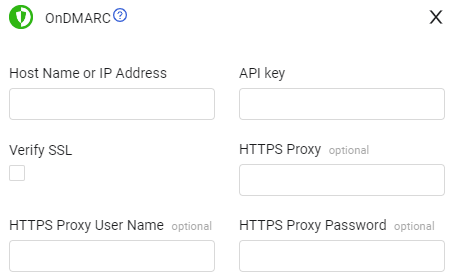 OnDMARC ? X
Host Name or IP Address API key
Verify SSL HTTPS Proxy optional
HTTPS Proxy User Name optional HTTPS Proxy Password optional